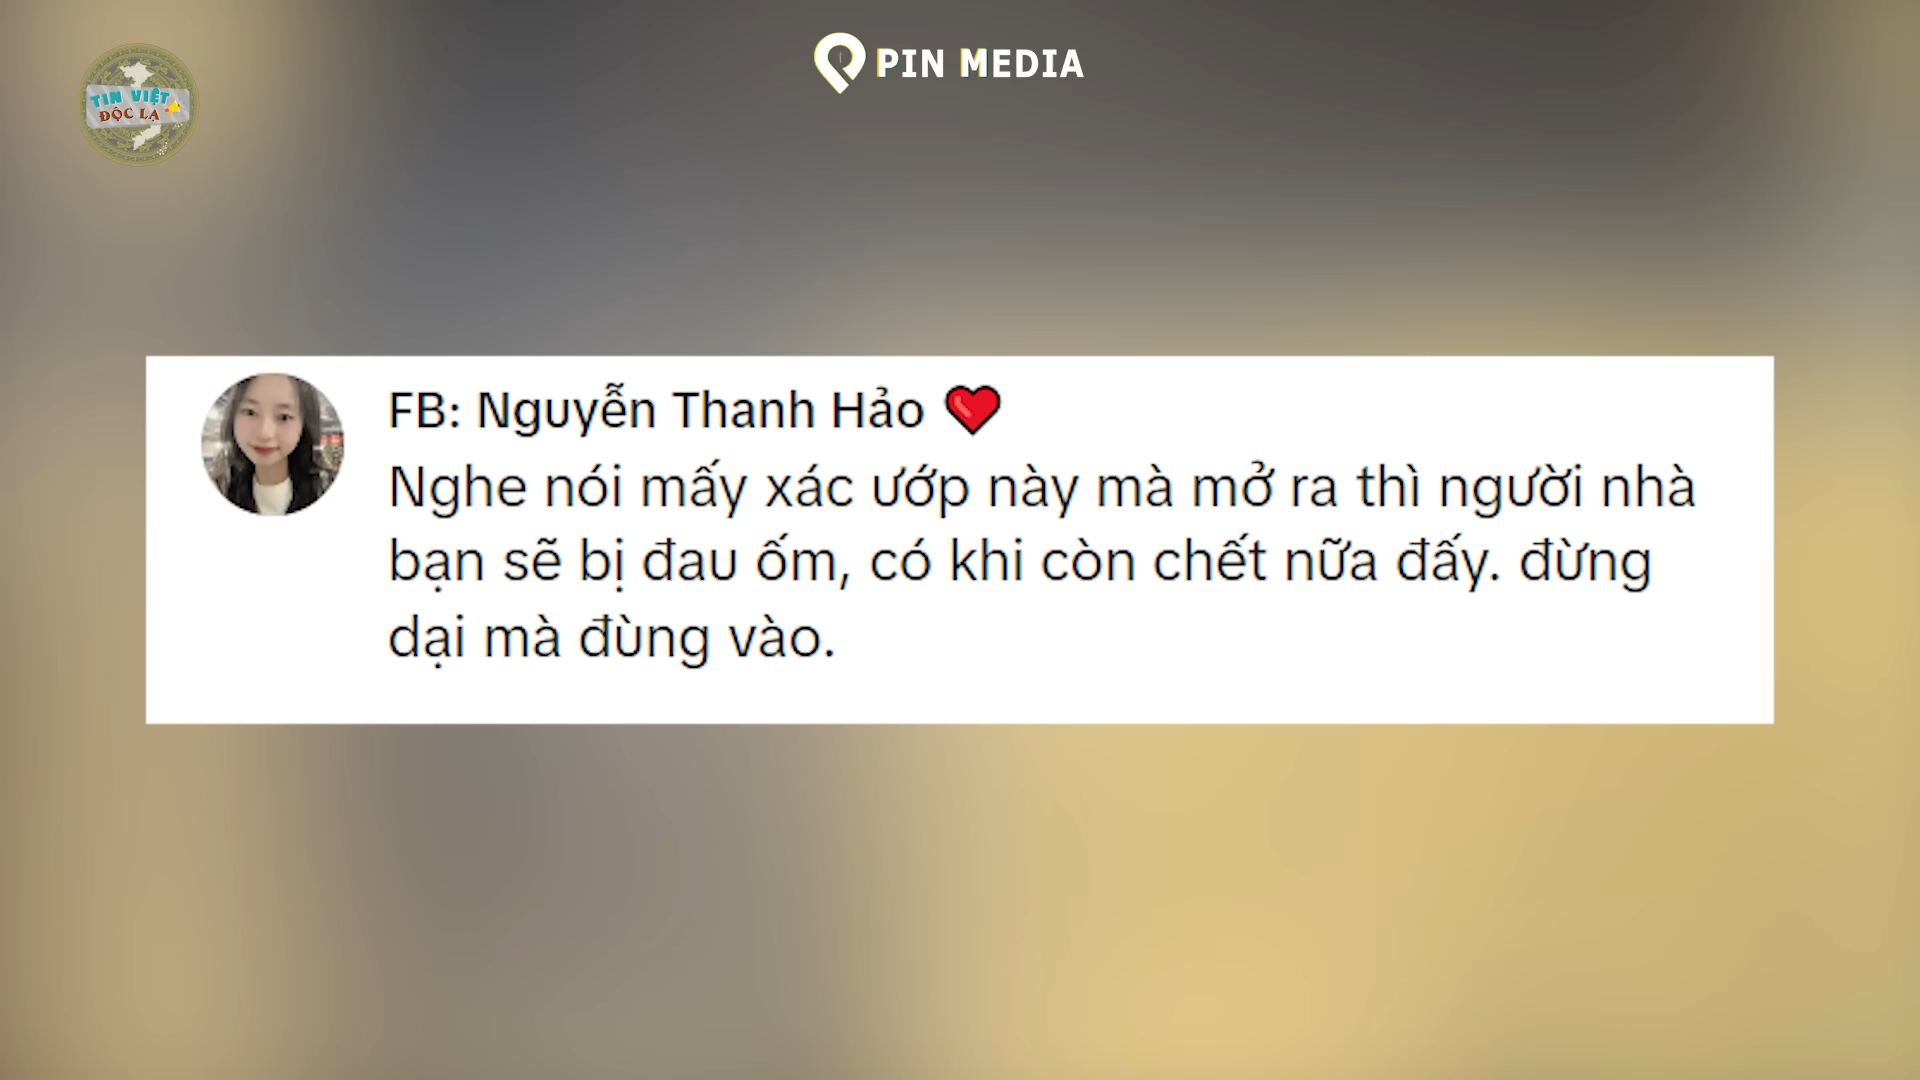 PIN MEDIA
TIN VIỆT
ĐỘC LẠ
FB: Nguyễn Thanh Hảo ❤️
Nghe nói mấy xác ướp này mà mở ra thì người nhà
bạn sẽ bị đau ốm, có khi còn chết nữa đấy. đừng
dại mà đùng vào.